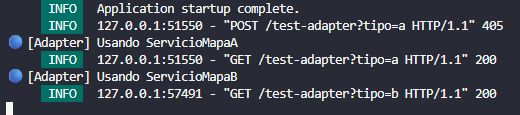 INFO Application startup complete.
INFO 127.0.0.1:51550 - "POST /test-adapter?tipo=a HTTP/1.1" 405
[Adapter] Usando ServicioMapaA
INFO 127.0.0.1:51550 - "GET /test-adapter?tipo=a HTTP/1.1" 200
[Adapter] Usando ServicioMapaB
INFO 127.0.0.1:57491 - "GET /test-adapter?tipo=b HTTP/1.1" 200